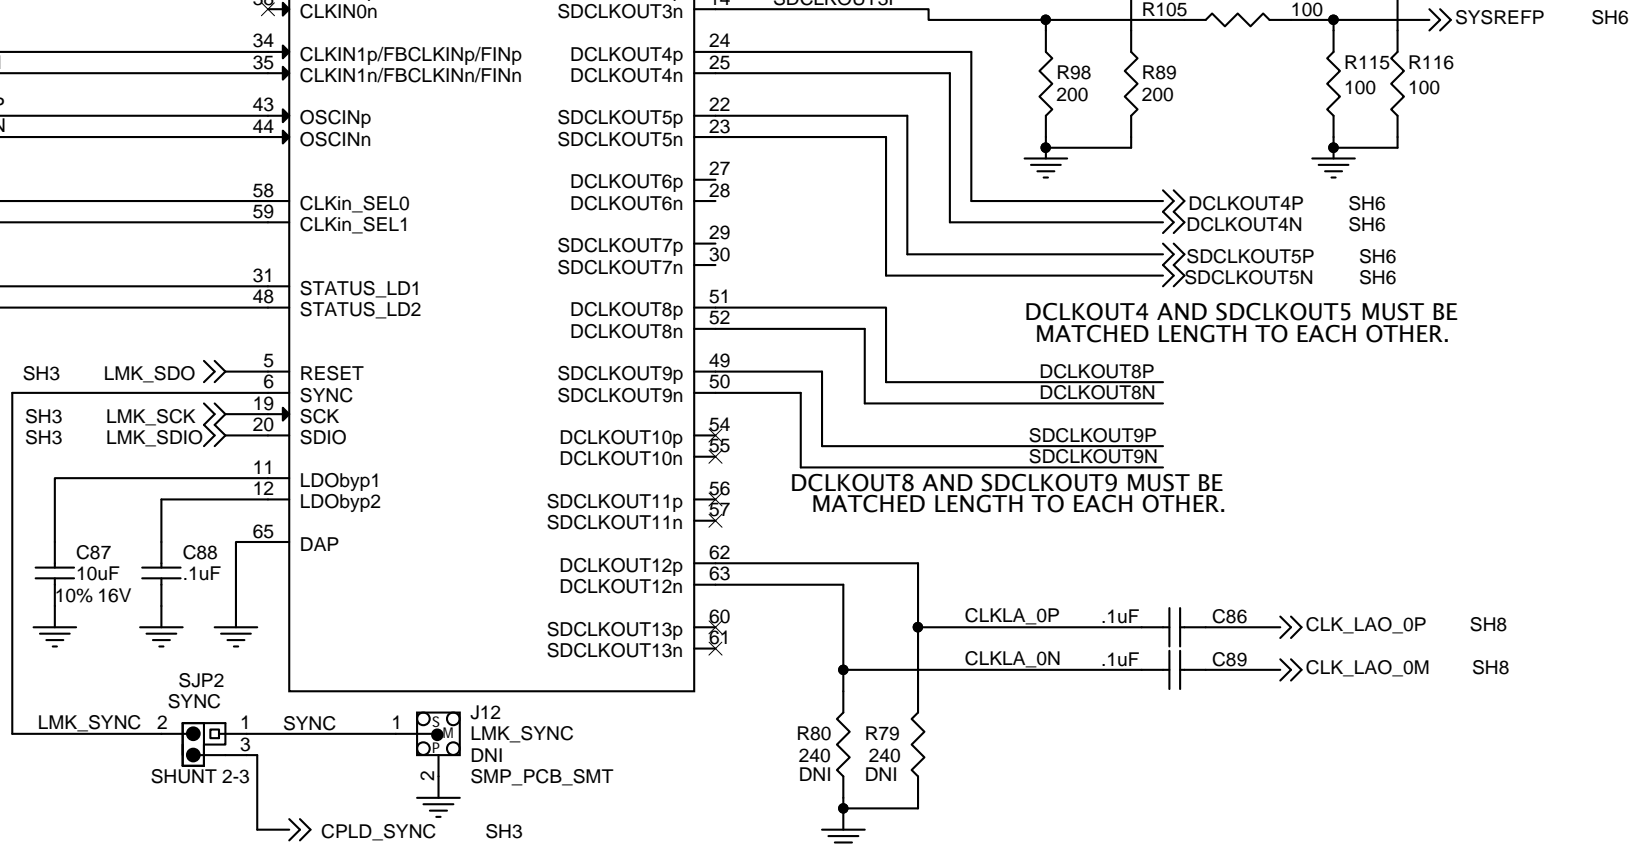 CLKIN0n
SDCLKOUT3n
14
R105
100
SYSREFP SH6
34
CLKIN1p/FBCLKINp/FINp
DCLKOUT4p
24
35
CLKIN1n/FBCLKINn/FINn
DCLKOUT4n
25
R98
200
R89
200
R115
100
R116
100
43
OSCINp
SDCLKOUT5p
22
44
OSCINn
SDCLKOUT5n
23
DCLKOUT6p
27
DCLKOUT6n
28
58
CLKin_SEL0
59
CLKin_SEL1
DCLKOUT4P SH6
DCLKOUT4N SH6
SDCLKOUT7p
29
SDCLKOUT7n
30
SDCLKOUT5P SH6
SDCLKOUT5N SH6
31
STATUS_LD1
48
STATUS_LD2
DCLKOUT8p
51
DCLKOUT8n
52
DCLKOUT4 AND SDCLKOUT5 MUST BE
MATCHED LENGTH TO EACH OTHER.
SH3 LMK_SDO
5
RESET
6
SYNC
SDCLKOUT9p
49
SDCLKOUT9n
50
DCLKOUT8P
DCLKOUT8N
SH3 LMK_SCK
19
SCK
SH3 LMK_SDIO
20
SDIO
DCLKOUT10p
54
DCLKOUT10n
55
SDCLKOUT9P
SDCLKOUT9N
11
LDObyp1
12
LDObyp2
SDCLKOUT11p
56
SDCLKOUT11n
57
DCLKOUT8 AND SDCLKOUT9 MUST BE
MATCHED LENGTH TO EACH OTHER.
65
DAP
C87
10uF
10% 16V
C88
.1uF
DCLKOUT12p
62
DCLKOUT12n
63
SDCLKOUT13p
60
SDCLKOUT13n
61
CLKLA_0P .1uF C86 CLK_LAO_0P SH8
CLKLA_0N .1uF C89 CLK_LAO_0M SH8
SJP2
SYNC
LMK_SYNC 2
1 SYNC 1
3
SHUNT 2-3
S
M
P
2
J12
LMK_SYNC
DNI
SMP_PCB_SMT
R80
240
DNI
R79
240
DNI
CPLD_SYNC SH3